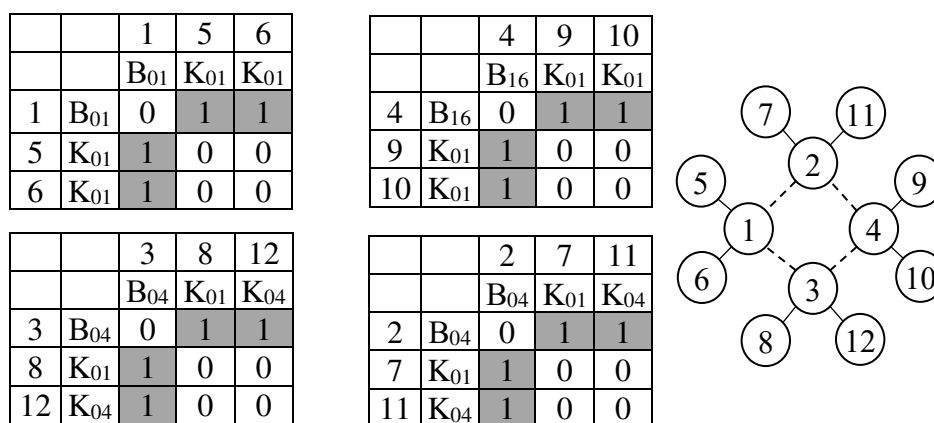 1 5 6
B01 K01 K01
1 B01 0 1 1
5 K01 1 0 0
6 K01 1 0 0
4 9 10
B16 K01 K01
4 B16 0 1 1
9 K01 1 0 0
10 K01 1 0 0
3 8 12
B04 K01 K04
3 B04 0 1 1
8 K01 1 0 0
12 K04 1 0 0
2 7 11
B04 K01 K04
2 B04 0 1 1
7 K01 1 0 0
11 K04 1 0 0
7 11
5 2 9
1 4
6 3 10
8 12